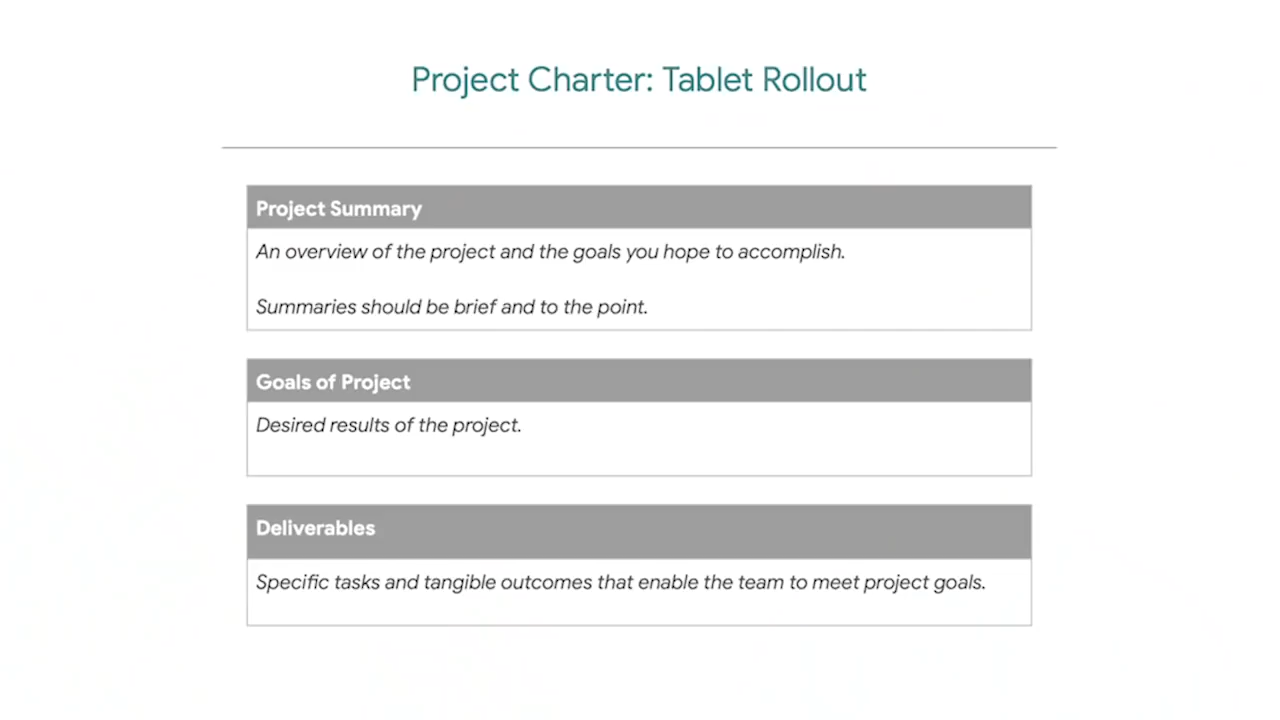 Project Charter: Tablet Rollout
Project Summary
An overview of the project and the goals you hope to accomplish.
Summaries should be brief and to the point.
Goals of Project
Desired results of the project.
Deliverables
Specific tasks and tangible outcomes that enable the team to meet project goals.